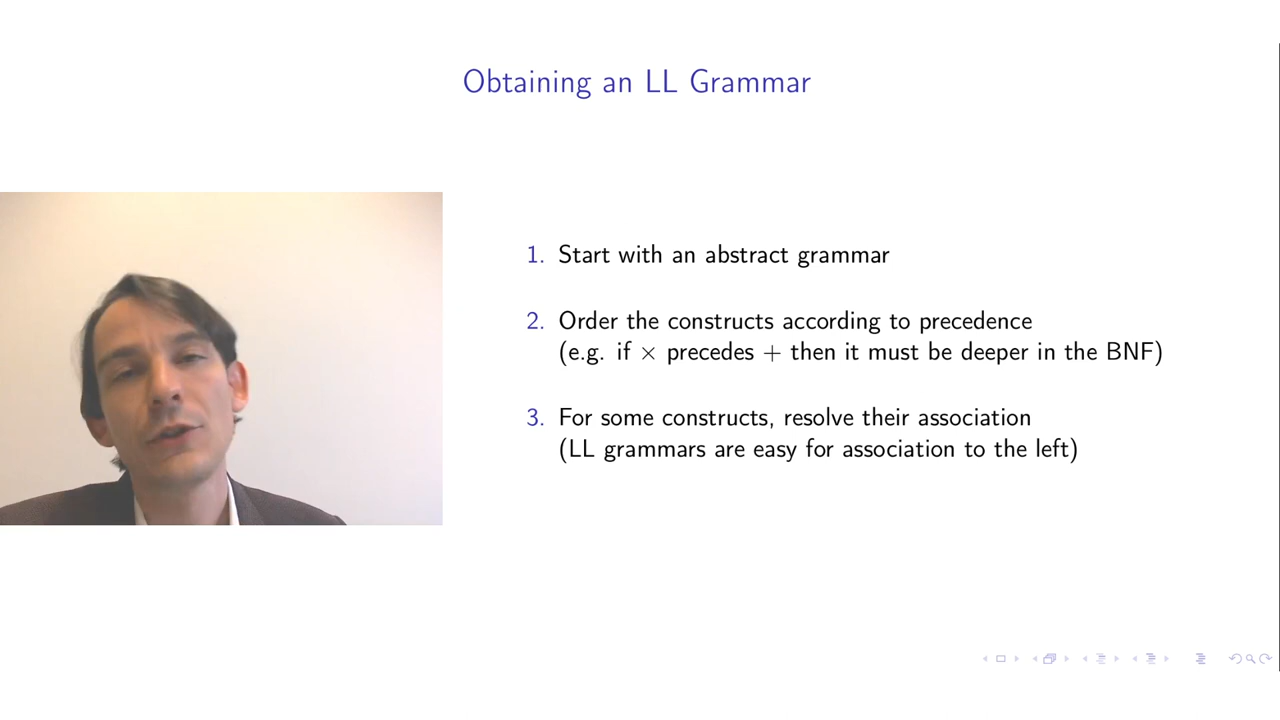 Obtaining an LL Grammar
1. Start with an abstract grammar
2. Order the constructs according to precedence
(e.g. if × precedes + then it must be deeper in the BNF)
3. For some constructs, resolve their association
(LL grammars are easy for association to the left)